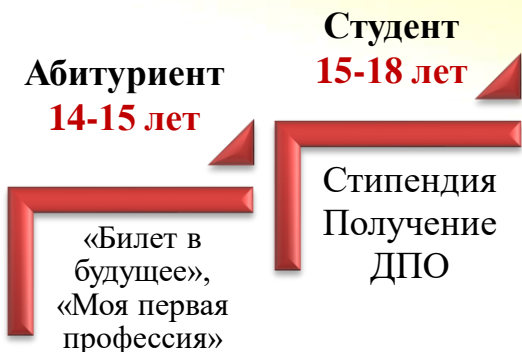 Абитуриент
14-15 лет
«Билет в
будущее»,
«Моя первая
профессия»
Студент
15-18 лет
Стипендия
Получение
ДПО